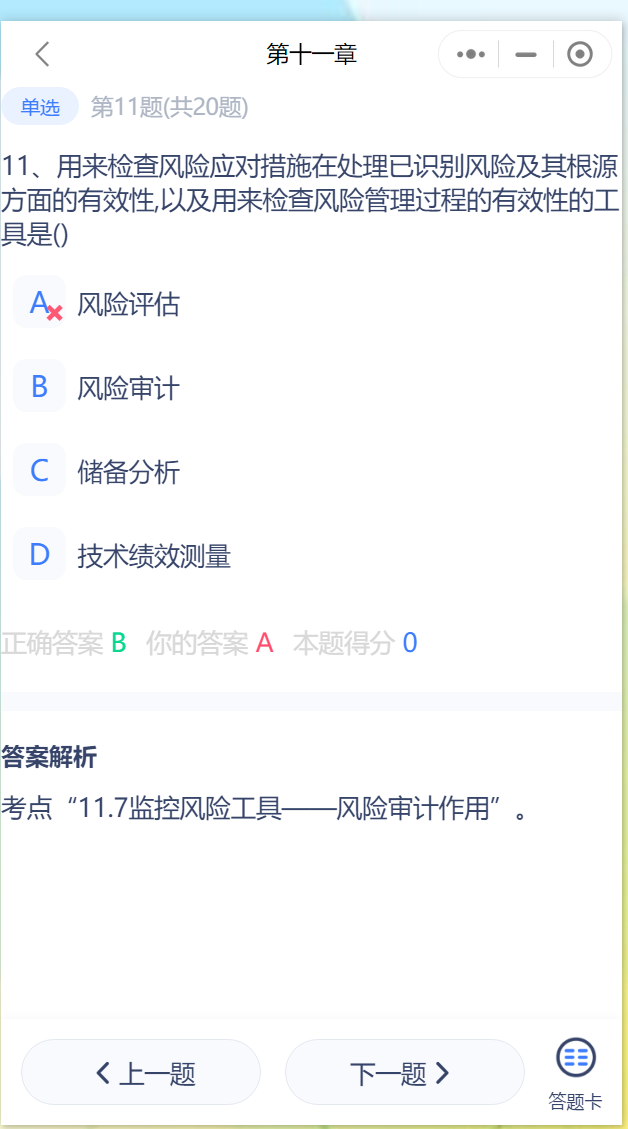 第十一章
单选 第11题(共20题)
11、用来检查风险应对措施在处理已识别风险及其根源
方面的有效性,以及用来检查风险管理过程的有效性的工
具是()
A 风险评估
B 风险审计
C 储备分析
D 技术绩效测量
正确答案 B 你的答案 A 本题得分 0
答案解析
考点“11.7监控风险工具——风险审计作用”。
上一题 下一题
答题卡